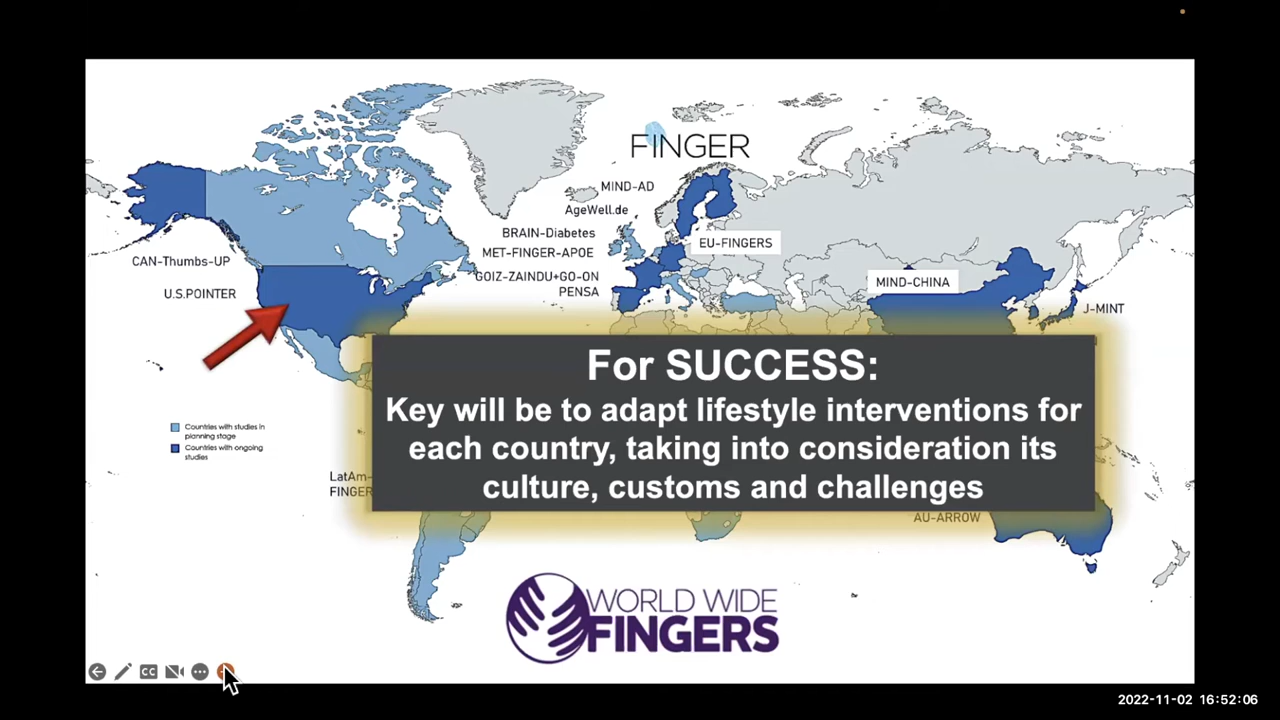 FINGER
MIND-AD
AgeWell.de
BRAIN-Diabetes
EU-FINGERS
MET-FINGER-APOE
CAN-Thumbs-UP
GOIZ-ZAINDU+GO-ON
MIND-CHINA
U.S.POINTER
PENSA
J-MINT
For SUCCESS:
Key will be to adapt lifestyle interventions for
each country, taking into consideration its
culture, customs and challenges
Countries with studies in
planning stage
Countries with ongoing
studies
LatAm-
FINGER
AU-ARROW
WORLD WIDE
FINGERS
CC
2022-11-02 16:52:06